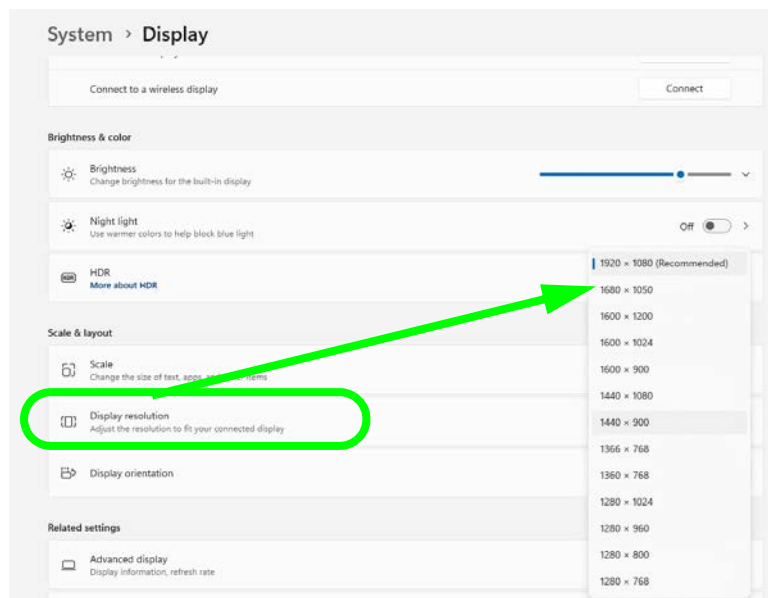 System > Display
Connect to a wireless display
Connect
Brightness & color
Brightness
Change brightness for the built-in display
Night light
Use warmer colors to help block blue light
Off
HDR
HDR
More about HDR
1920 × 1080 (Recommended)
1680 × 1050
1600 × 1200
1600 × 1024
1600 × 900
1440 × 1080
1440 × 900
1366 × 768
1360 × 768
1280 × 1024
1280 × 960
1280 × 800
1280 × 768
Scale & layout
Scale
Change the size of text, apps, and items
Display resolution
Adjust the resolution to fit your connected display
Display orientation
Related settings
Advanced display
Display information, refresh rate